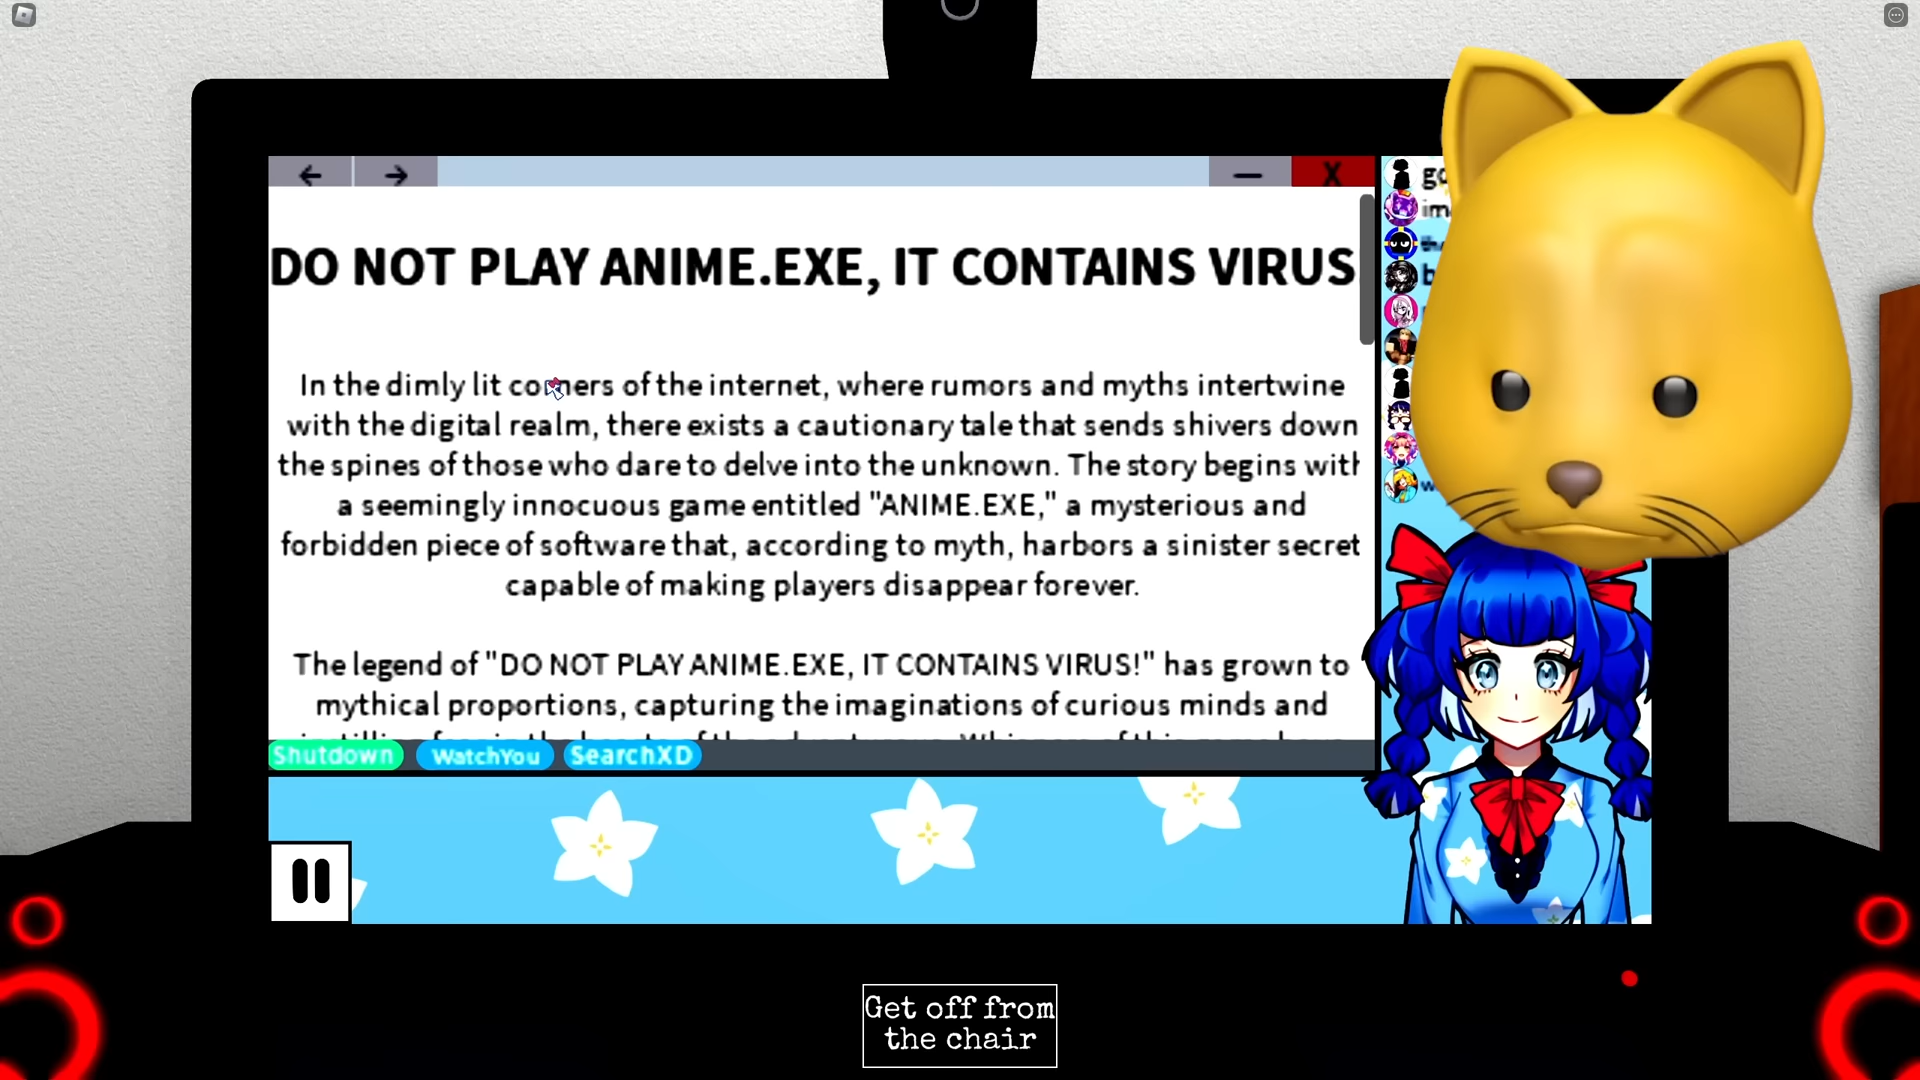 DO NOT PLAY ANIME.EXE, IT CONTAINS VIRUS
In the dimly lit corners of the internet, where rumors and myths intertwine
with the digital realm, there exists a cautionary tale that sends shivers down
the spines of those who dare to delve into the unknown. The story begins with
a seemingly innocuous game entitled "ANIME.EXE," a mysterious and
forbidden piece of software that, according to myth, harbors a sinister secret
capable of making players disappear forever.
The legend of "DO NOT PLAY ANIME.EXE, IT CONTAINS VIRUS!" has grown to
mythical proportions, capturing the imaginations of curious minds and
Shutdown
WatchYou
SearchXD
X
Get off from
the chair